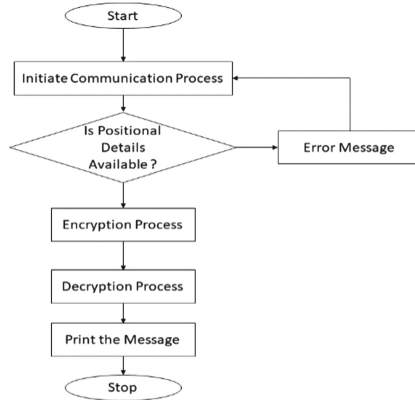 Start
Initiate Communication Process
Is Positional
Details
Available ?
Error Message
Encryption Process
Decryption Process
Print the Message
Stop